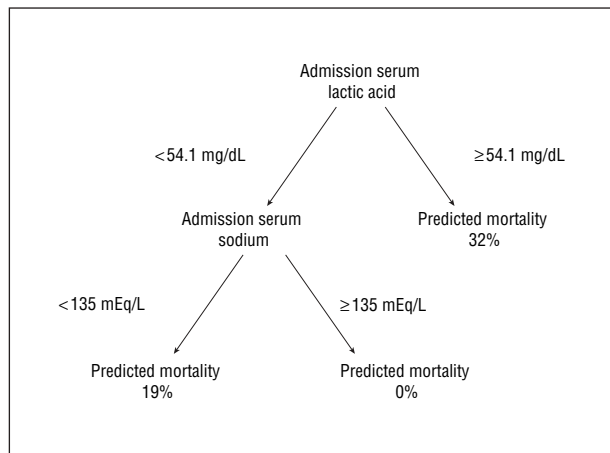 Admission serum
lactic acid
<54.1 mg/dL
≥54.1 mg/dL
Admission serum
sodium
Predicted mortality
32%
<135 mEq/L
≥135 mEq/L
Predicted mortality
19%
Predicted mortality
0%